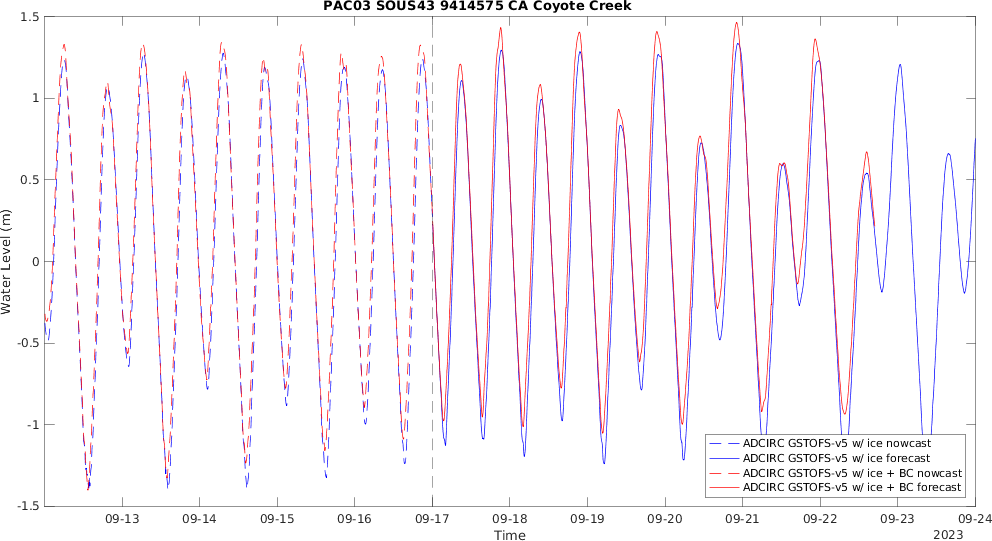 PAC03 SOUS43 9414575 CA Coyote Creek
1.5
1
0.5
0
-0.5
-1
-1.5
Water Level (m)
09-13 09-14 09-15 09-16 09-17 09-18 09-19 09-20 09-21 09-22 09-23 09-24
Time
2023
ADCIRC GSTOFS-v5 w/ ice nowcast
ADCIRC GSTOFS-v5 w/ ice forecast
ADCIRC GSTOFS-v5 w/ ice + BC nowcast
ADCIRC GSTOFS-v5 w/ ice + BC forecast